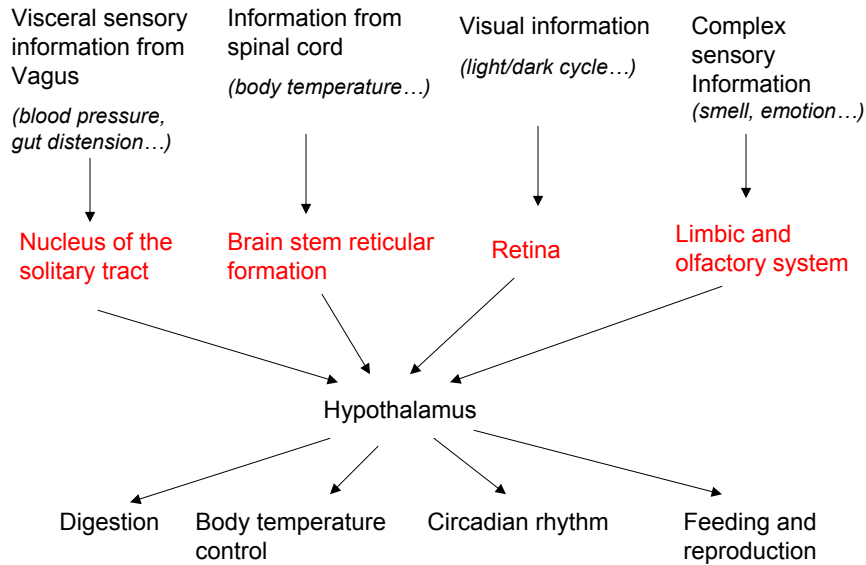 Visceral sensory
information from
Vagus
(blood pressure,
gut distension…)
Information from
spinal cord
(body temperature…)
Visual information
(light/dark cycle…)
Complex
sensory
Information
(smell, emotion…)
Nucleus of the
solitary tract
Brain stem reticular
formation
Retina
Limbic and
olfactory system
Hypothalamus
Digestion
Body temperature
control
Circadian rhythm
Feeding and
reproduction